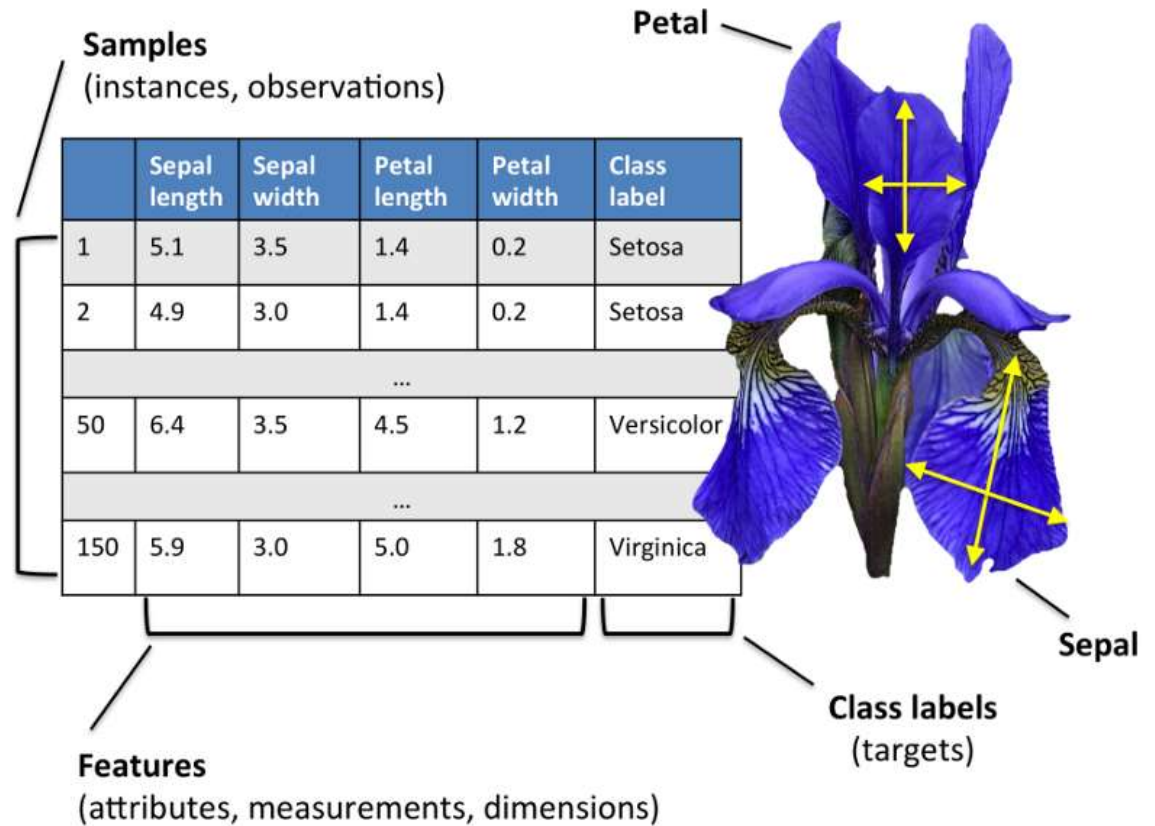 Samples
(instances, observations)
Petal
Sepal length Sepal width Petal length Petal width Class label
1 5.1 3.5 1.4 0.2 Setosa
2 4.9 3.0 1.4 0.2 Setosa
...
50 6.4 3.5 4.5 1.2 Versicolor
...
150 5.9 3.0 5.0 1.8 Virginica
Sepal
Class labels
(targets)
Features
(attributes, measurements, dimensions)